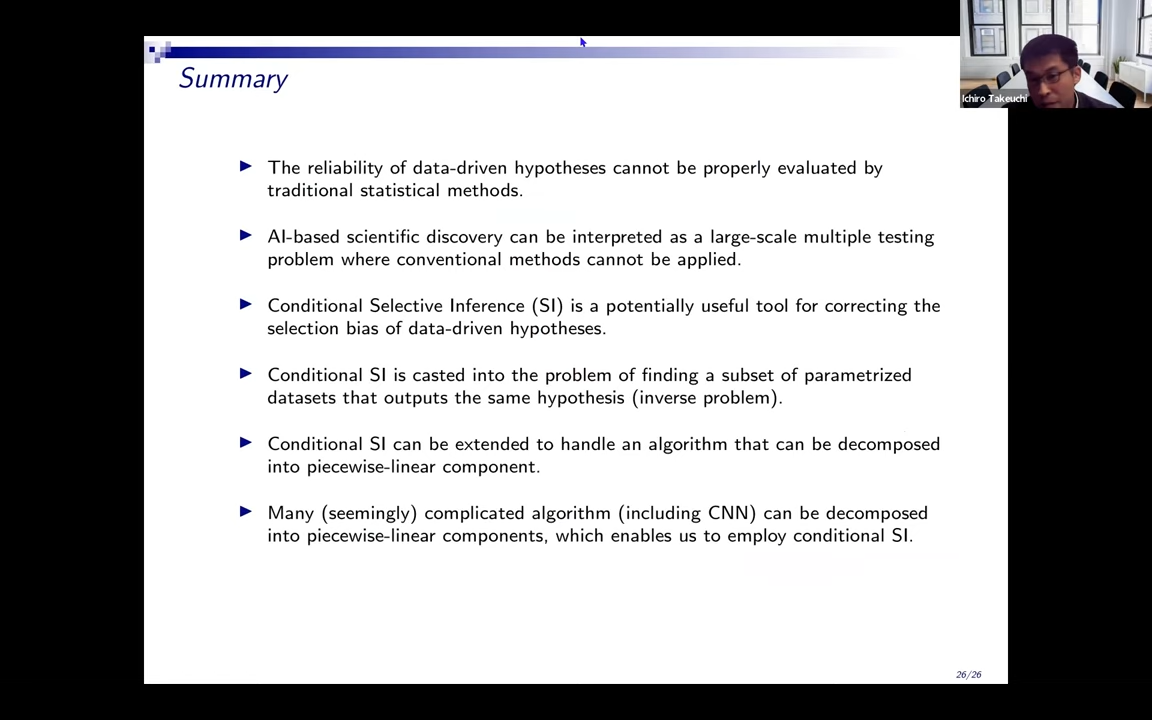 Summary
Ichiro Takeuchi
The reliability of data-driven hypotheses cannot be properly evaluated by
traditional statistical methods.
AI-based scientific discovery can be interpreted as a large-scale multiple testing
problem where conventional methods cannot be applied.
Conditional Selective Inference (SI) is a potentially useful tool for correcting the
selection bias of data-driven hypotheses.
Conditional SI is casted into the problem of finding a subset of parametrized
datasets that outputs the same hypothesis (inverse problem).
Conditional SI can be extended to handle an algorithm that can be decomposed
into piecewise-linear component.
Many (seemingly) complicated algorithm (including CNN) can be decomposed
into piecewise-linear components, which enables us to employ conditional SI.
26/26